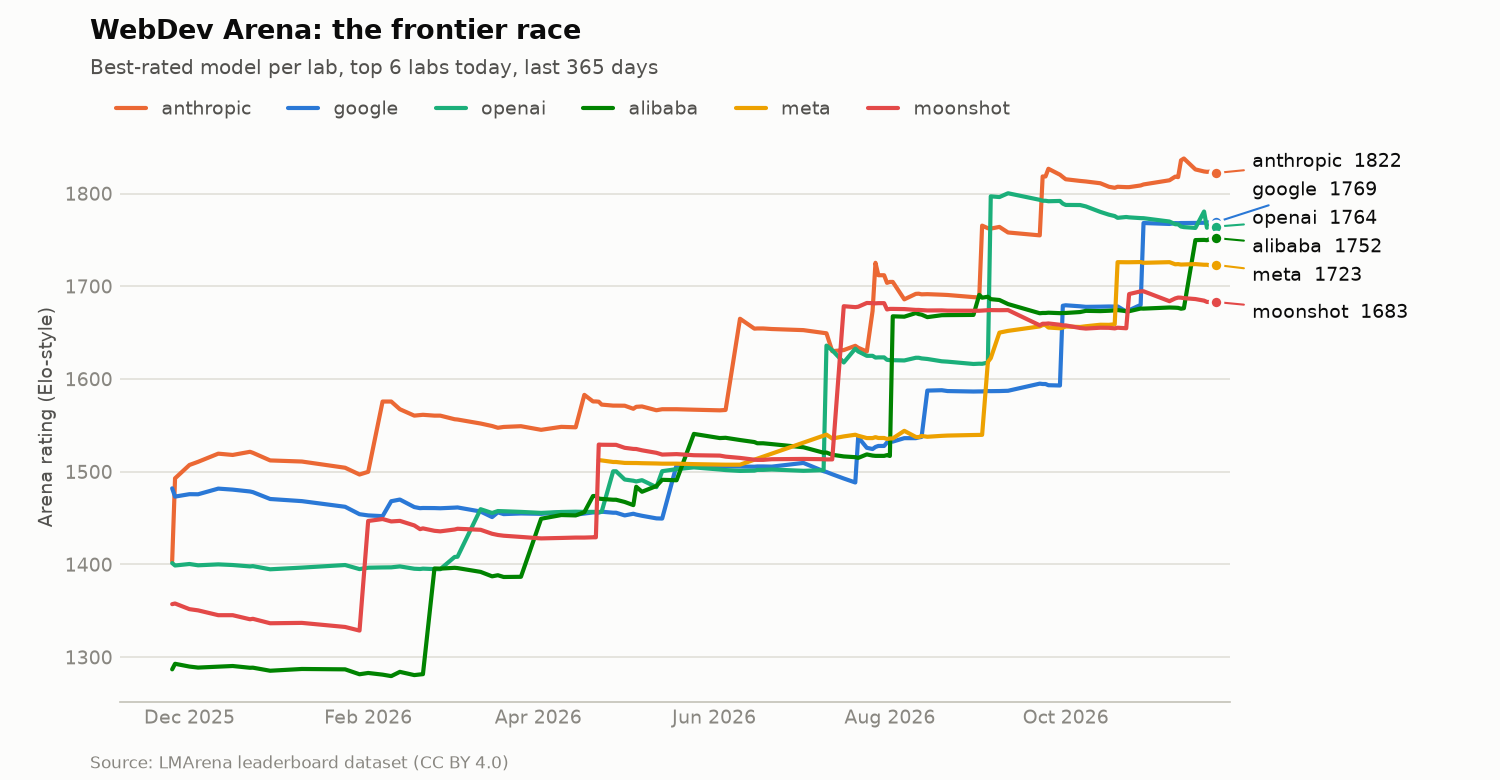 WebDev Arena: the frontier race
Best-rated model per lab, top 6 labs today, last 365 days
anthropic google openai alibaba meta moonshot
Arena rating (Elo-style)
1800
1700
1600
1500
1400
1300
anthropic 1822
google 1769
openai 1764
alibaba 1752
meta 1723
moonshot 1683
Dec 2025 Feb 2026 Apr 2026 Jun 2026 Aug 2026 Oct 2026
Source: LMArena leaderboard dataset (CC BY 4.0)